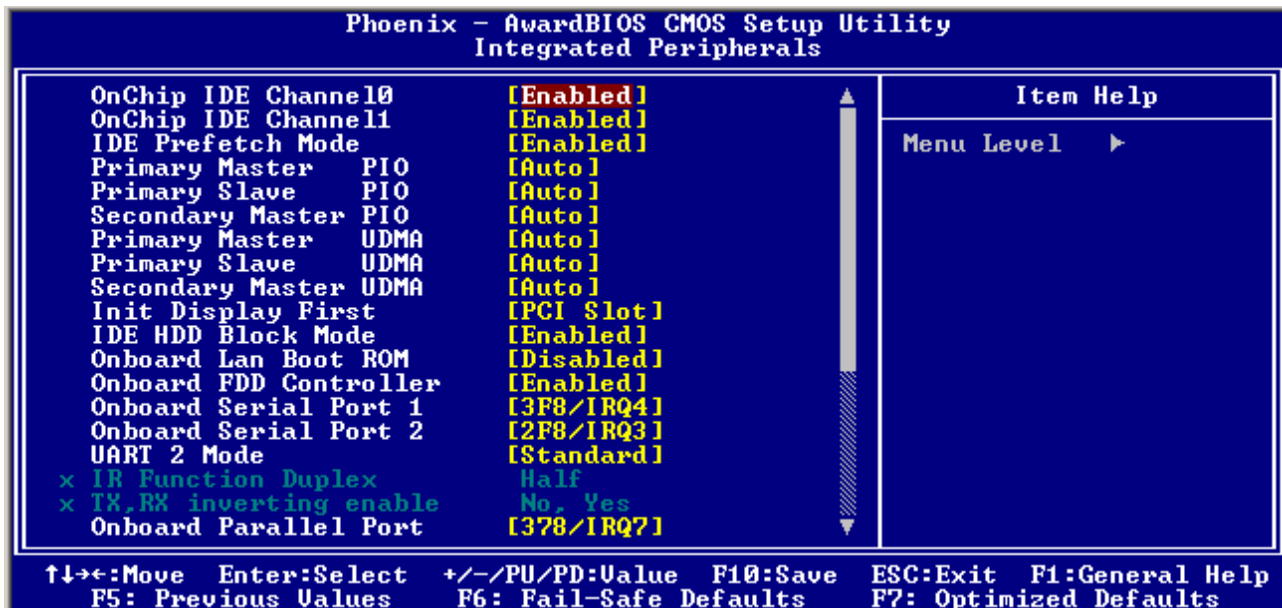 Phoenix - AwardBIOS CMOS Setup Utility
Integrated Peripherals
OnChip IDE Channel0 [Enabled]
OnChip IDE Channel1 [Enabled]
IDE Prefetch Mode [Enabled]
Primary Master PIO [Auto]
Primary Slave PIO [Auto]
Secondary Master PIO [Auto]
Primary Master UDMA [Auto]
Primary Slave UDMA [Auto]
Secondary Master UDMA [Auto]
Init Display First [PCI Slot]
IDE HDD Block Mode [Enabled]
Onboard Lan Boot ROM [Disabled]
Onboard FDD Controller [Enabled]
Onboard Serial Port 1 [3F8/IRQ4]
Onboard Serial Port 2 [2F8/IRQ3]
UART 2 Mode [Standard]
x IR Function Duplex Half
x TX,RX inverting enable No, Yes
Onboard Parallel Port [378/IRQ7]
Item Help
Menu Level ►
↑↓→←:Move Enter:Select +/-/PU/PD:Value F10:Save ESC:Exit F1:General Help
F5: Previous Values F6: Fail-Safe Defaults F7: Optimized Defaults